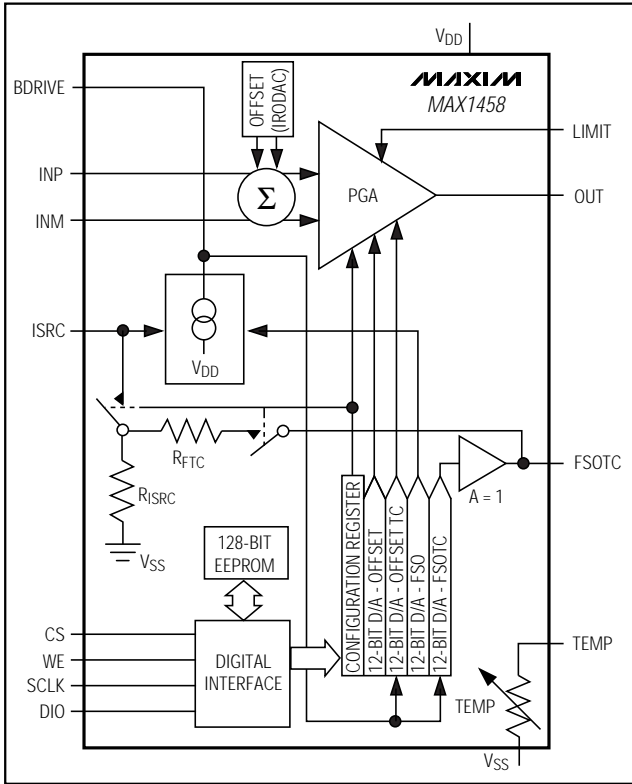 VDD
BDRIVE
OFFSET
(IRODAC)
MAXIM
MAX1458
LIMIT
INP
PGA
OUT
Σ
INM
ISRC
VDD
RFTC
FSOTC
A = 1
RISRC
VSS
128-BIT
EEPROM
CONFIGURATION REGISTER
12-BIT D/A - OFFSET
12-BIT D/A - OFFSET TC
12-BIT D/A - FSO
12-BIT D/A - FSOTC
CS
WE
SCLK
DIO
DIGITAL
INTERFACE
TEMP
TEMP
VSS